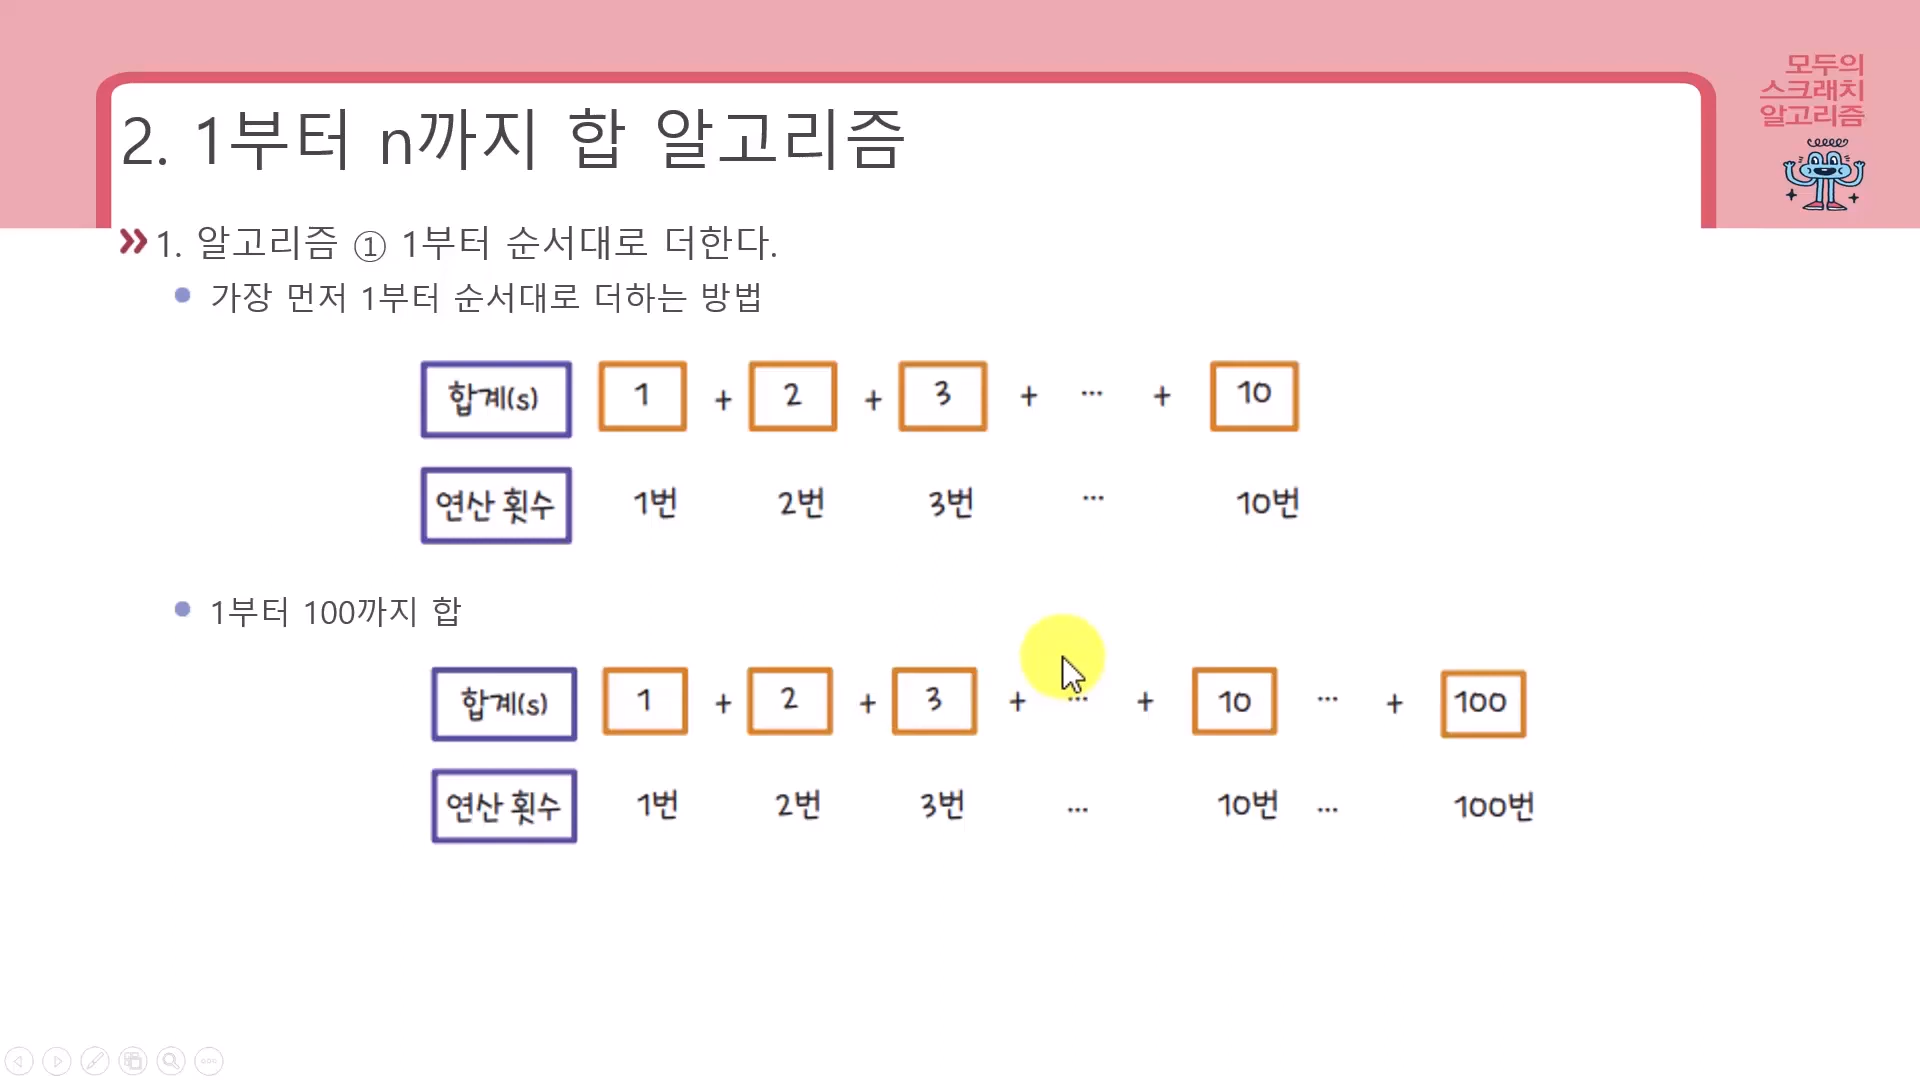 모두의
스크래치
알고리즘
2. 1부터 n까지 합 알고리즘
1. 알고리즘 ① 1부터 순서대로 더한다.
가장 먼저 1부터 순서대로 더하는 방법
합계(s) 1 + 2 + 3 + … + 10
연산 횟수 1번 2번 3번 … 10번
1부터 100까지 합
합계(s) 1 + 2 + 3 + … + 10 … + 100
연산 횟수 1번 2번 3번 … 10번 … 100번